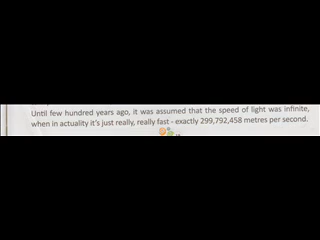 Until few hundred years ago, it was assumed that the speed of light was infinite,
when in actuality it's just really, really fast - exactly 299,792,458 metres per second.